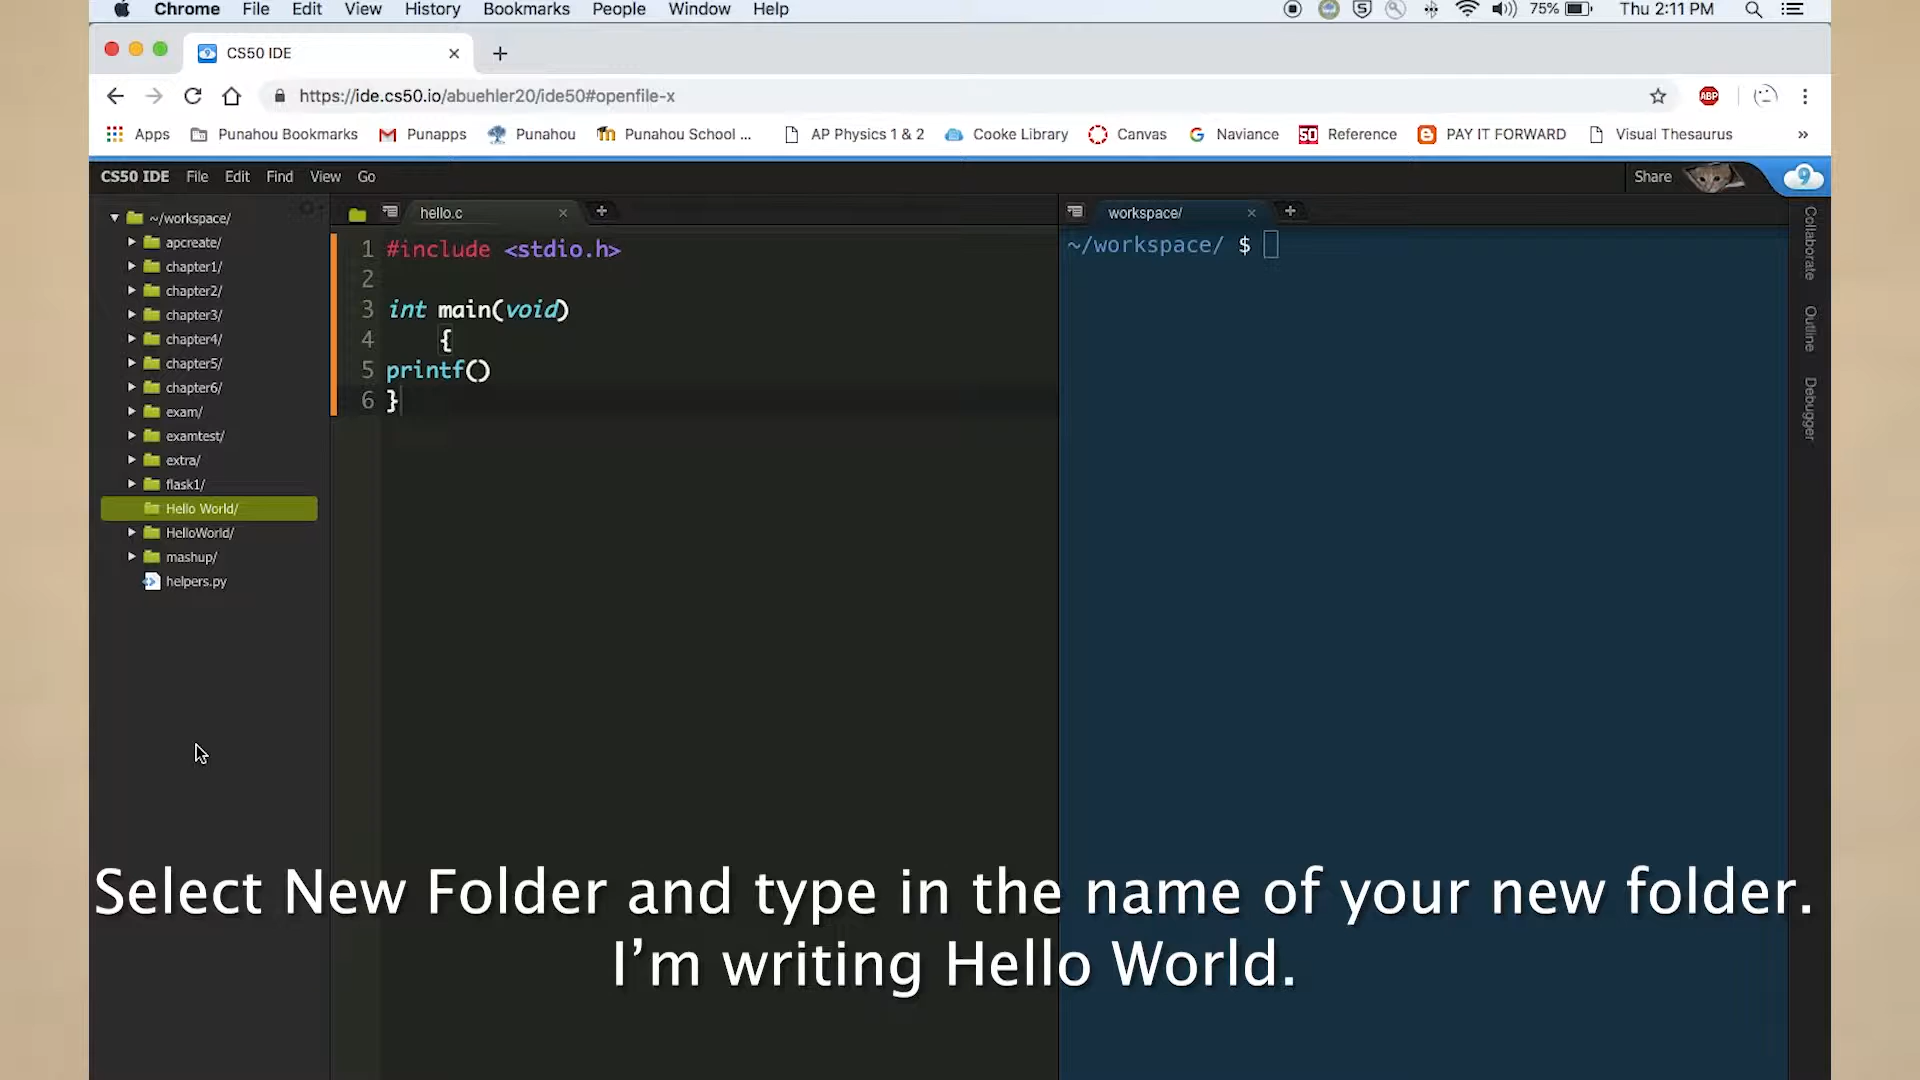 Chrome File Edit View History Bookmarks People Window Help 75% Thu 2:11 PM
CS50 IDE
https://ide.cs50.io/abuehler20/ide50#openfile-x ABP
Apps Punahou Bookmarks Punapps Punahou Punahou School ... AP Physics 1 & 2 Cooke Library Canvas Naviance Reference PAY IT FORWARD Visual Thesaurus »
CS50 IDE File Edit Find View Go Share 9
~/workspace/
apcreate/
chapter1/
chapter2/
chapter3/
chapter4/
chapter5/
chapter6/
exam/
examtest/
extra/
flask1/
Hello World/
HelloWorld/
mashup/
helpers.py
hello.c
1 #include <stdio.h>
2
3 int main(void)
4 {
5 printf()
6 }
workspace/
~/workspace/ $
Collaborate
Outline
Debugger
Select New Folder and type in the name of your new folder.
I’m writing Hello World.